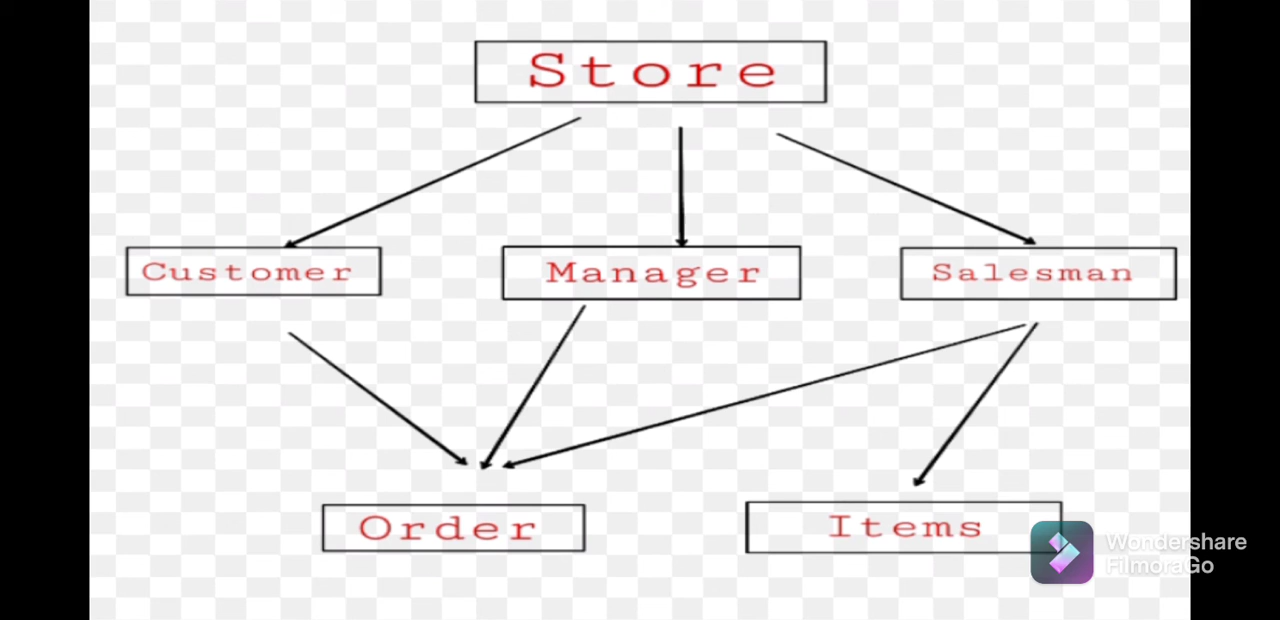 Store
Customer
Manager
Salesman
Order
Items
Wondershare
FilmoraGo